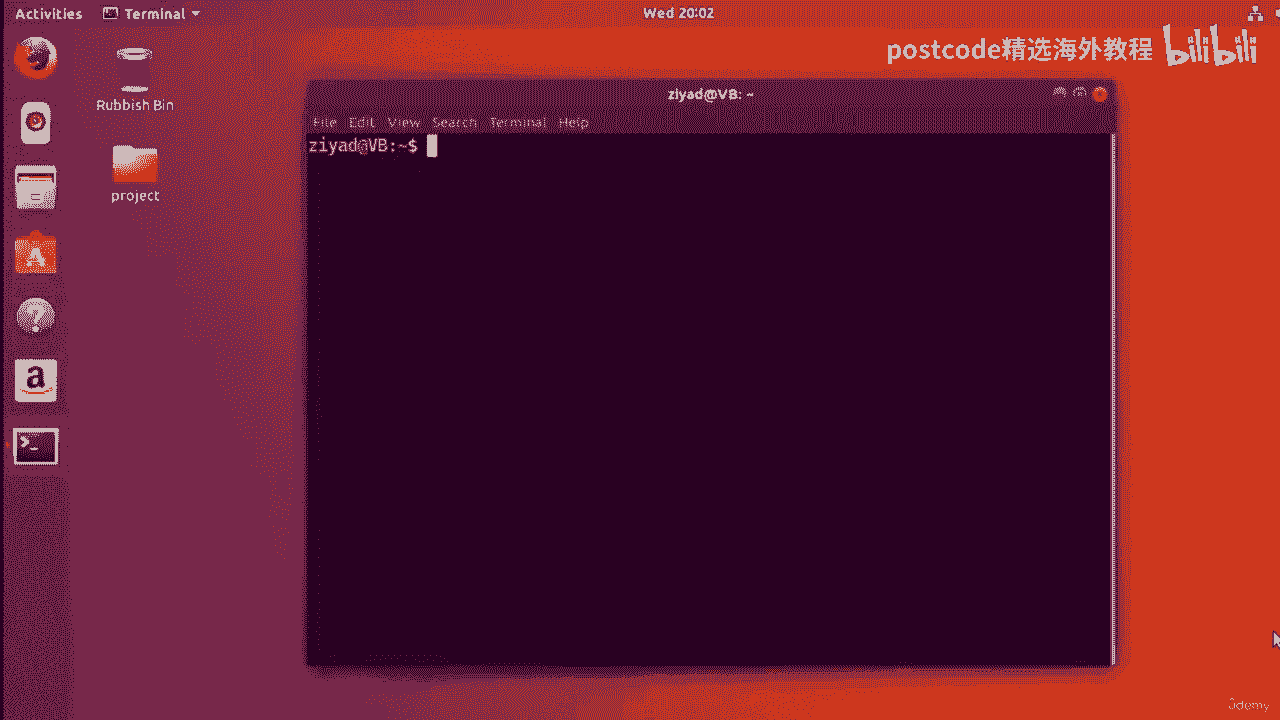 Activities Terminal Wed 20:02
postcode精选海外教程 bilibili
Rubbish Bin
project
ziyad@VB: ~
File Edit View Search Terminal Help
ziyad@VB:~$
ûdemy